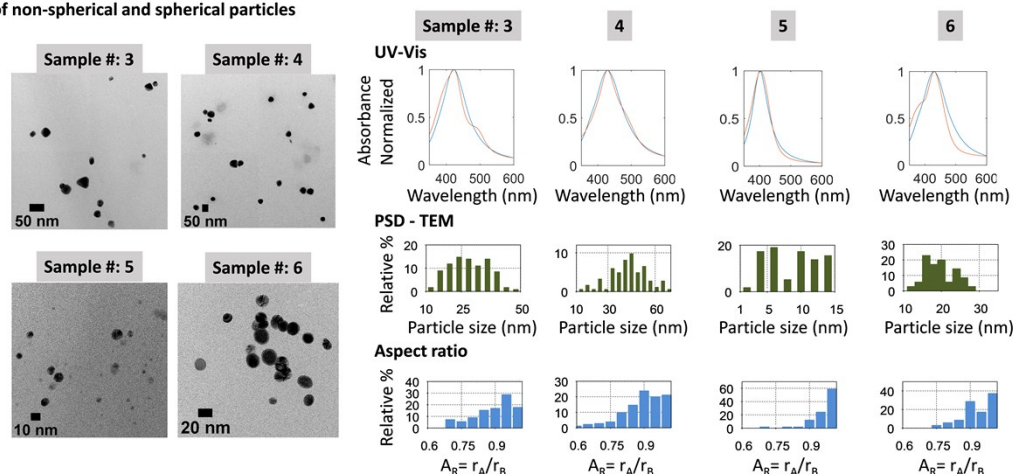 of non-spherical and spherical particles
Sample #: 3
Sample #: 4
50 nm
50 nm
Sample #: 5
Sample #: 6
10 nm
20 nm
Sample #: 3
4
5
6
UV-Vis
Absorbance
Normalized
1
0.5
0
400 500 600
Wavelength (nm)
1
0.5
0
400 500 600
Wavelength (nm)
1
0.5
0
400 500 600
Wavelength (nm)
1
0.5
0
400 500 600
Wavelength (nm)
PSD - TEM
Relative %
20
10
0
10 25 50
Particle size (nm)
10
0
10 30 60
Particle size (nm)
20
10
0
1 5 10 15
Particle size (nm)
30
20
10
0
10 20 30
Particle size (nm)
Aspect ratio
Relative %
40
30
20
10
0
0.6 0.75 0.9
A_R= r_A/r_B
30
20
10
0
0.6 0.75 0.9
A_R= r_A/r_B
60
40
20
0
0.6 0.75 0.9
A_R= r_A/r_B
40
20
0
0.6 0.75 0.9
A_R= r_A/r_B